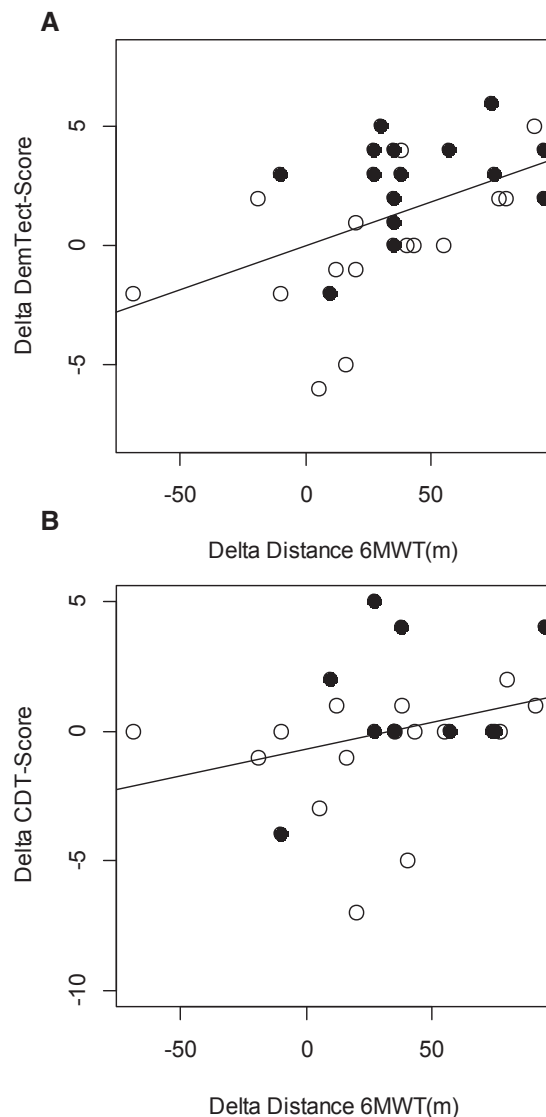 A
5
0
-5
Delta DemTect-Score
-50 0 50
Delta Distance 6MWT(m)
B
5
0
-5
-10
Delta CDT-Score
-50 0 50
Delta Distance 6MWT(m)